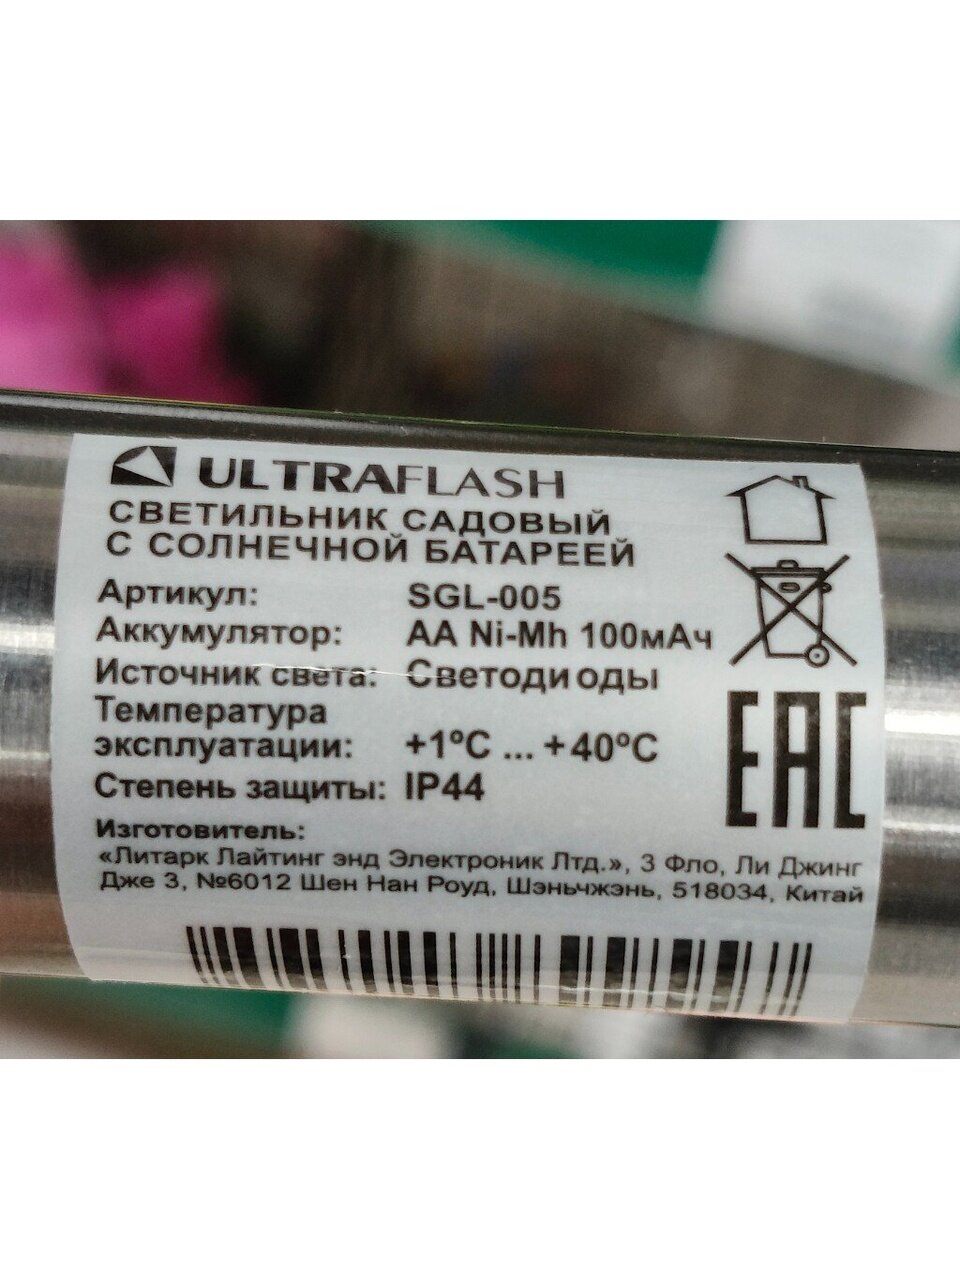 ULTRAFLASH
СВЕТИЛЬНИК САДОВЫЙ
С СОЛНЕЧНОЙ БАТАРЕЕЙ
Артикул: SGL-005
Аккумулятор: AA Ni-Mh 100мАч
Источник света: Светодиоды
Температура
эксплуатации: +1ºC ... +40ºC
Степень защиты: IP44
EAC
Изготовитель:
«Литарк Лайтинг энд Электроник Лтд.», 3 Фло, Ли Джинг
Дже 3, №6012 Шен Нан Роуд, Шэньчжэнь, 518034, Китай